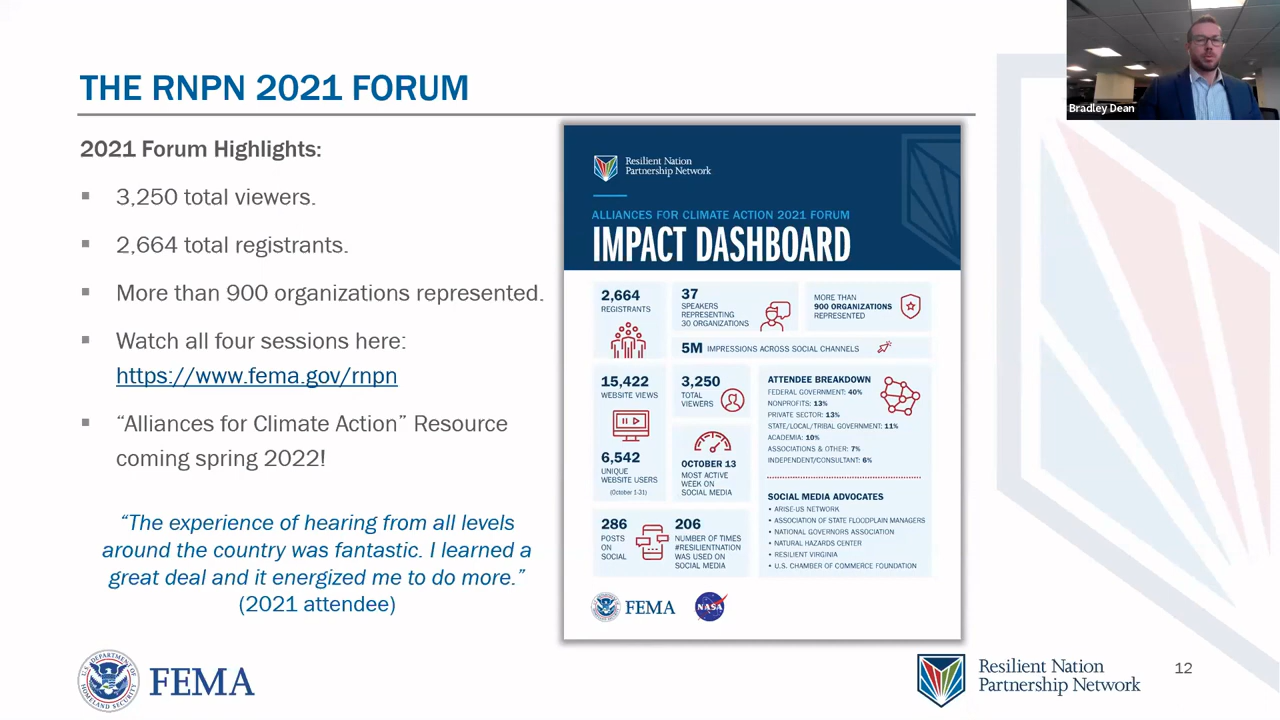 Bradley Dean
THE RNPN 2021 FORUM
2021 Forum Highlights:
▪ 3,250 total viewers.
▪ 2,664 total registrants.
▪ More than 900 organizations represented.
▪ Watch all four sessions here:
https://www.fema.gov/rnpn
▪ “Alliances for Climate Action” Resource
coming spring 2022!
“The experience of hearing from all levels
around the country was fantastic. I learned a
great deal and it energized me to do more.”
(2021 attendee)
Resilient Nation
Partnership Network
ALLIANCES FOR CLIMATE ACTION 2021 FORUM
IMPACT DASHBOARD
2,664
REGISTRANTS
37
SPEAKERS
REPRESENTING
30 ORGANIZATIONS
MORE THAN
900 ORGANIZATIONS
REPRESENTED
5M IMPRESSIONS ACROSS SOCIAL CHANNELS
15,422
WEBSITE VIEWS
6,542
UNIQUE
WEBSITE USERS
(October 1-31)
3,250
TOTAL
VIEWERS
OCTOBER 13
MOST ACTIVE
WEEK ON
SOCIAL MEDIA
ATTENDEE BREAKDOWN
FEDERAL GOVERNMENT: 40%
NONPROFITS: 13%
PRIVATE SECTOR: 13%
STATE/LOCAL/TRIBAL GOVERNMENT: 11%
ACADEMIA: 10%
ASSOCIATIONS & OTHER: 7%
INDEPENDENT/CONSULTANT: 6%
286
POSTS
ON
SOCIAL
206
NUMBER OF TIMES
#RESILIENTNATION
WAS USED ON
SOCIAL MEDIA
SOCIAL MEDIA ADVOCATES
• ARISE-US NETWORK
• ASSOCIATION OF STATE FLOODPLAIN MANAGERS
• NATIONAL GOVERNORS ASSOCIATION
• NATURAL HAZARDS CENTER
• RESILIENT VIRGINIA
• U.S. CHAMBER OF COMMERCE FOUNDATION
FEMA
NASA
U.S. DEPARTMENT OF
HOMELAND SECURITY
FEMA
Resilient Nation
Partnership Network
12